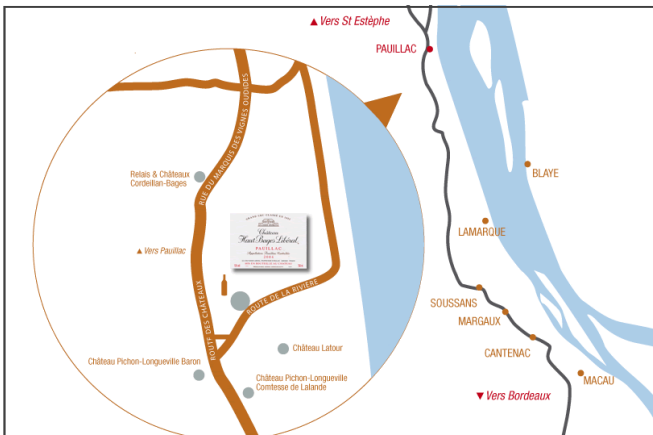 Vers St Estèphe
PAUILLAC
BLAYE
LAMARQUE
SOUSSANS
MARGAUX
CANTENAC
MACAU
Vers Bordeaux
RUE DU MARQUIS DES VIGNES OUDIDES
Relais & Châteaux
Cordeillan-Bages
Vers Pauillac
Château
Haut-Bages Libéral
PAUILLAC
ROUTE DE LA RIVIÈRE
ROUTE DES CHÂTEAUX
Château Latour
Château Pichon-Longueville Baron
Château Pichon-Longueville
Comtesse de Lalande